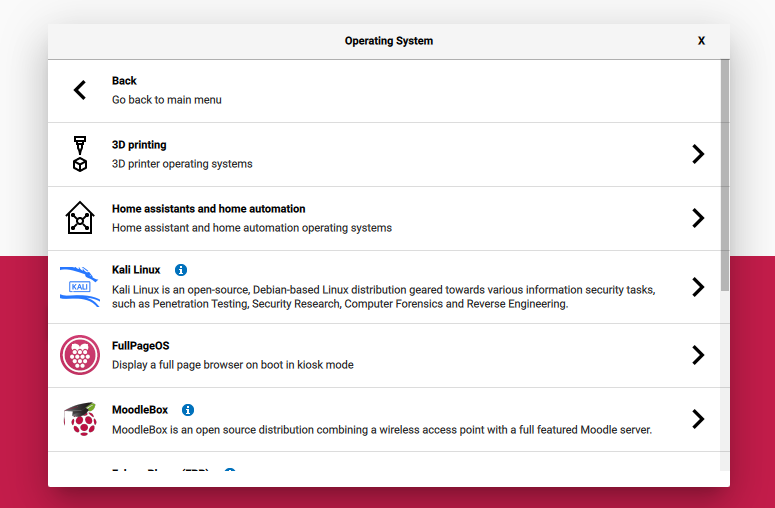 Operating System
X
Back
Go back to main menu
3D printing
3D printer operating systems
Home assistants and home automation
Home assistant and home automation operating systems
Kali Linux
KALI
Kali Linux is an open-source, Debian-based Linux distribution geared towards various information security tasks,
such as Penetration Testing, Security Research, Computer Forensics and Reverse Engineering.
FullPageOS
Display a full page browser on boot in kiosk mode
MoodleBox
MoodleBox is an open source distribution combining a wireless access point with a full featured Moodle server.